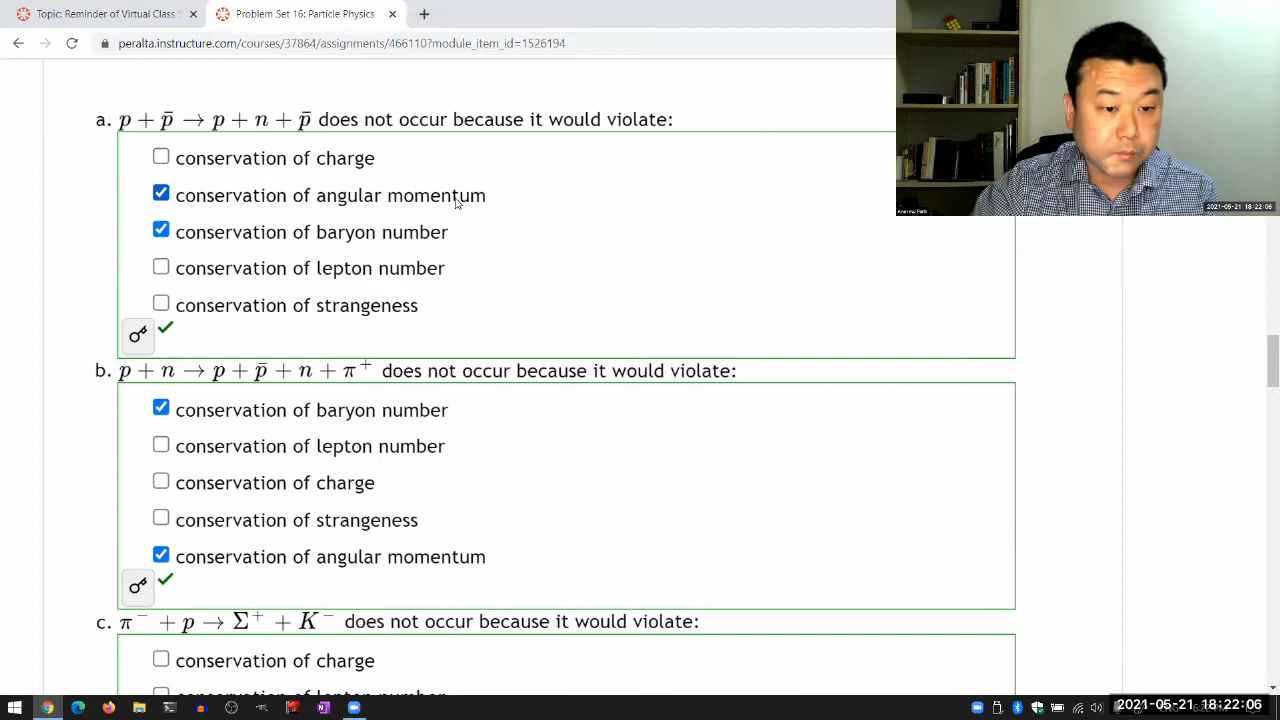 Topic: Reminder of Virtual Class S
Problem Set 16: Particle Physics
peralta.instructure.com/courses/37824/assignments/466110?module_item_id=1526194
a. p + p̄ → p + n + p̄ does not occur because it would violate:
conservation of charge
conservation of angular momentum
conservation of baryon number
conservation of lepton number
conservation of strangeness
b. p + n → p + p̄ + n + π⁺ does not occur because it would violate:
conservation of baryon number
conservation of lepton number
conservation of charge
conservation of strangeness
conservation of angular momentum
c. π⁻ + p → Σ⁺ + K⁻ does not occur because it would violate:
conservation of charge
Andrew Park
2021-05-21 18:22:06
2021-05-21 18:22:06